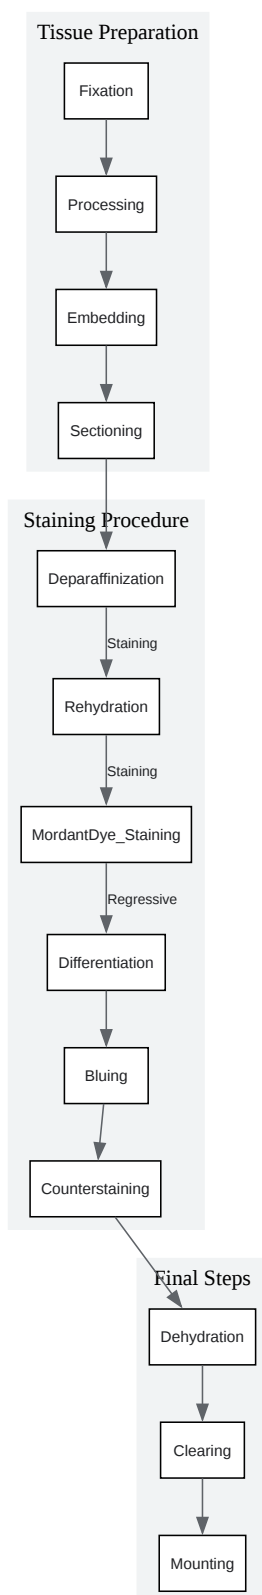 Tissue Preparation
Fixation
Processing
Embedding
Sectioning
Staining Procedure
Deparaffinization
Staining
Rehydration
Staining
MordantDye_Staining
Regressive
Differentiation
Bluing
Counterstaining
Final Steps
Dehydration
Clearing
Mounting